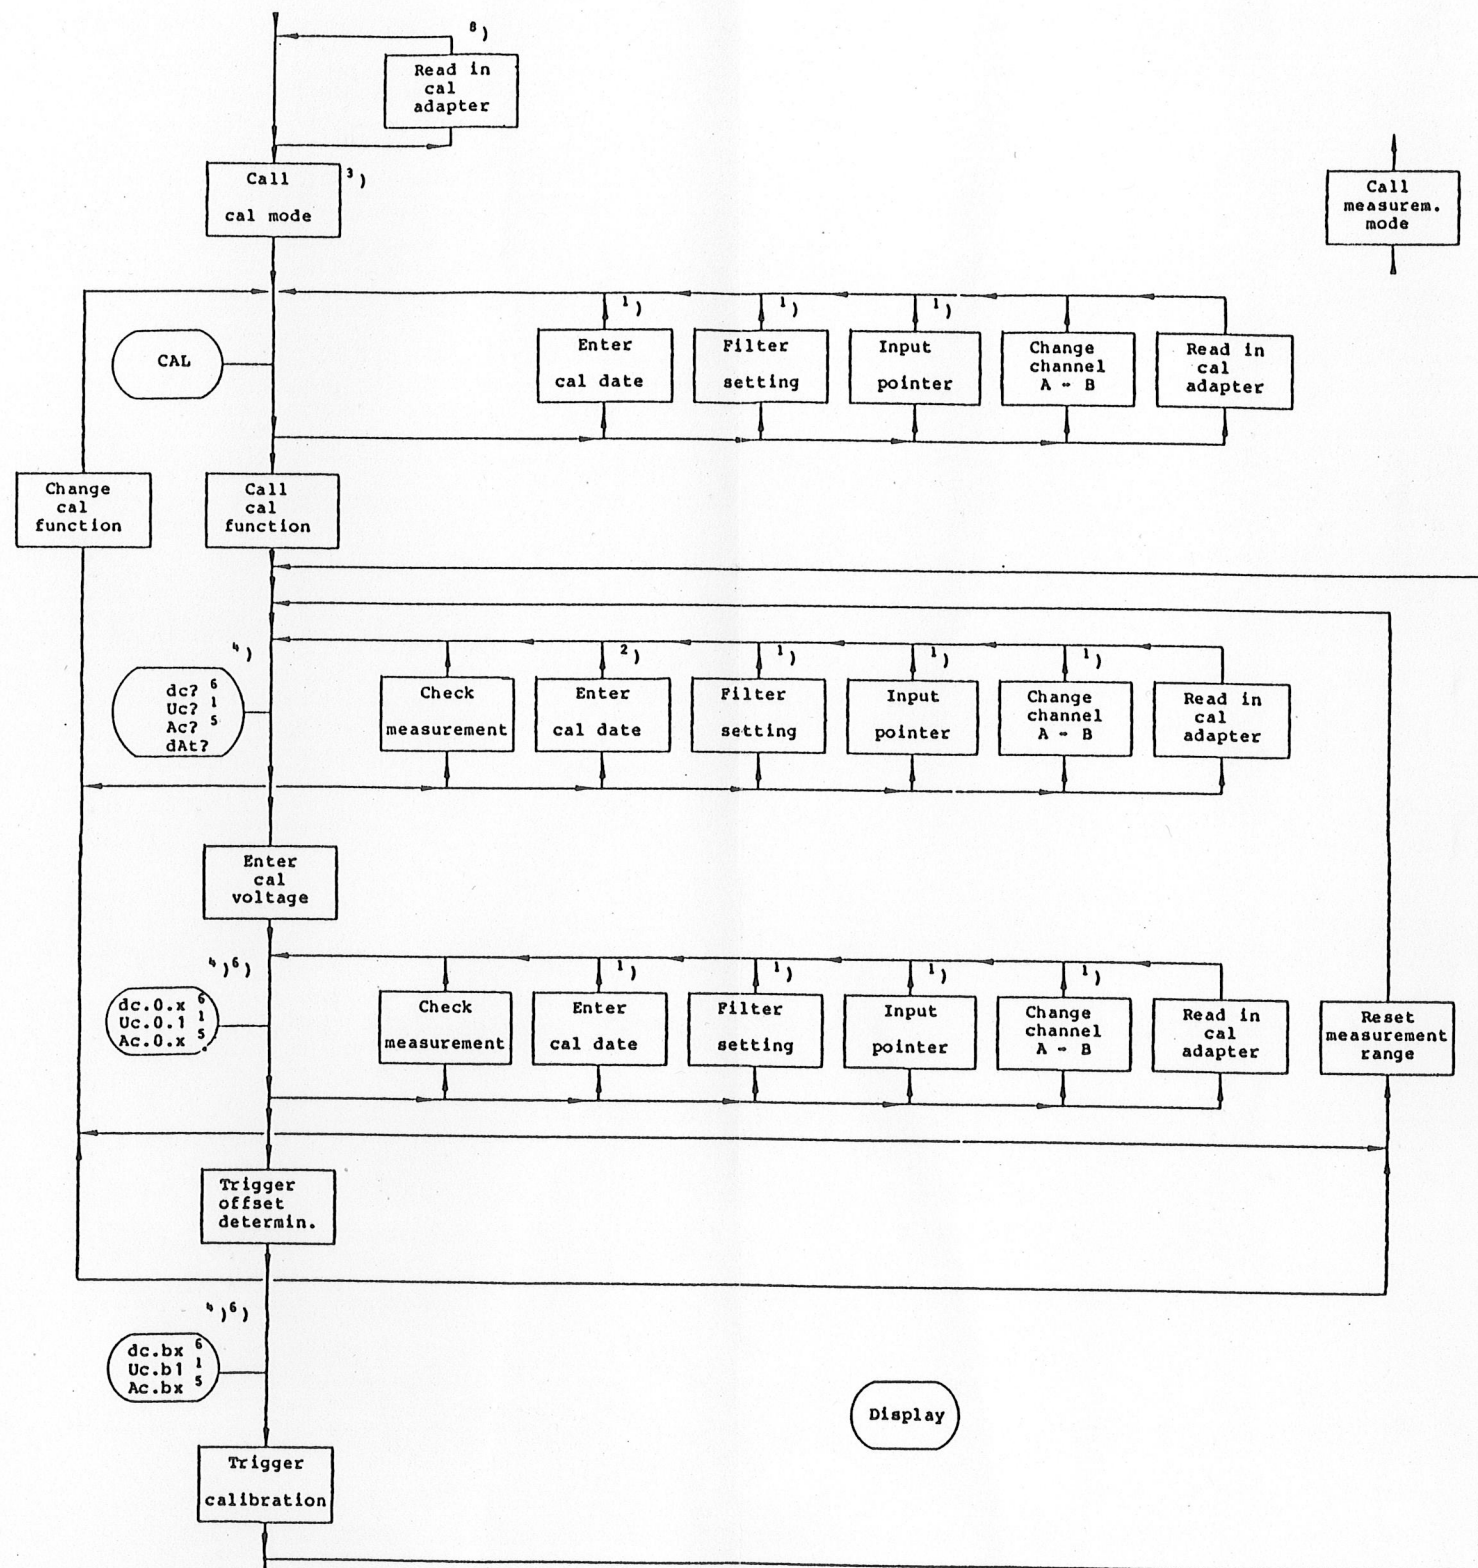 8)
Read in
cal
adapter
Call
cal mode
3)
Call
measurem.
mode
1)
1)
1)
CAL
Enter
cal date
Filter
setting
Input
pointer
Change
channel
A - B
Read in
cal
adapter
Change
cal
function
Call
cal
function
4)
2)
1)
1)
1)
dc? 6
Uc? 1
Ac? 5
dAt?
Check
measurement
Enter
cal date
Filter
setting
Input
pointer
Change
channel
A - B
Read in
cal
adapter
Enter
cal
voltage
4)6)
1)
1)
1)
1)
dc.0.x 6
Uc.0.1 1
Ac.0.x 5
Check
measurement
Enter
cal date
Filter
setting
Input
pointer
Change
channel
A - B
Read in
cal
adapter
Reset
measurement
range
Trigger
offset
determin.
4)6)
dc.bx 6
Uc.b1 1
Ac.bx 5
Display
Trigger
calibration